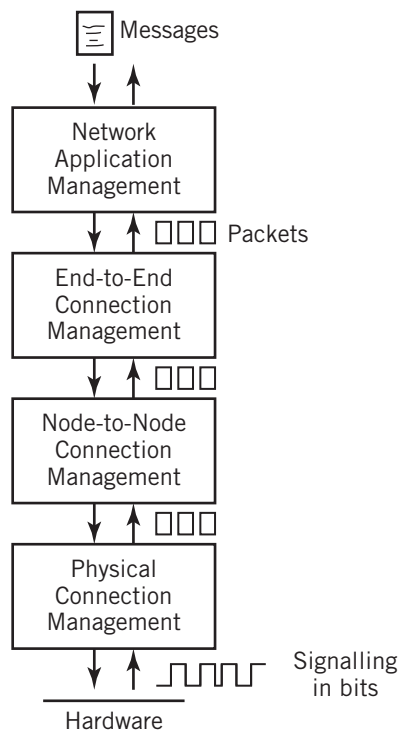 Messages
Network
Application
Management
Packets
End-to-End
Connection
Management
Node-to-Node
Connection
Management
Physical
Connection
Management
Signalling
in bits
Hardware